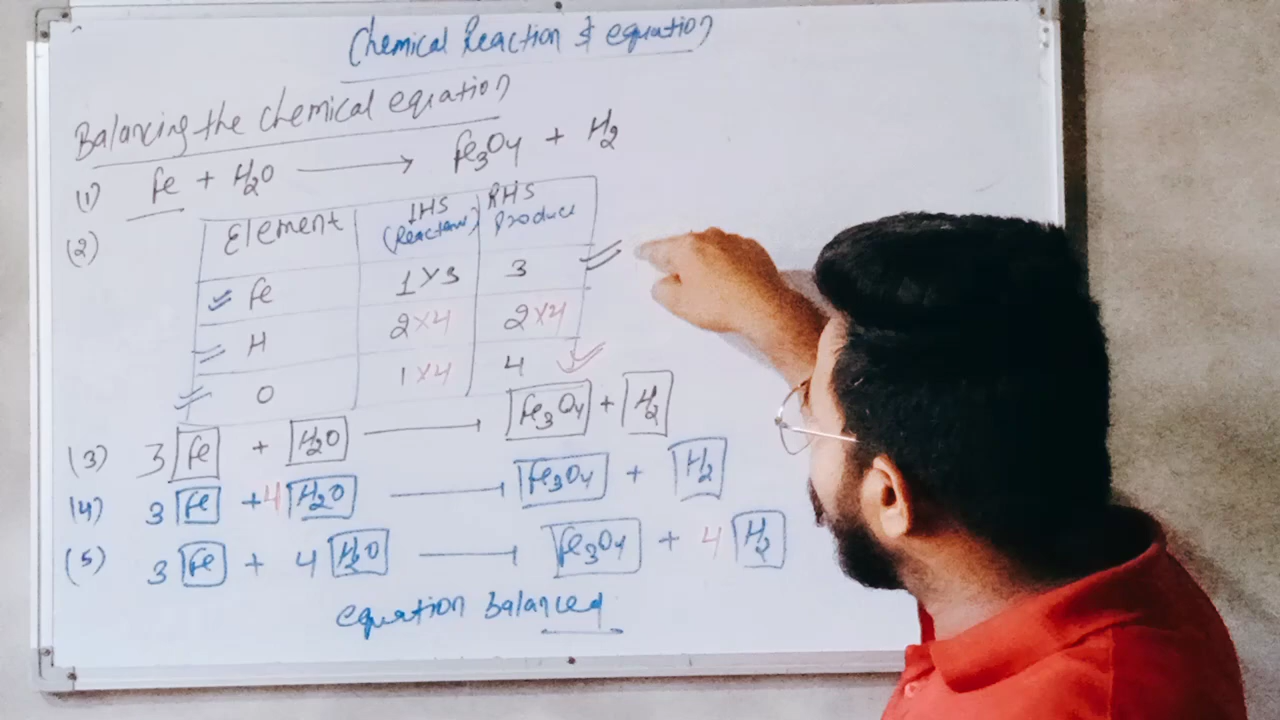 Chemical Reaction & equation
Balancing the chemical equation
(1) Fe + H₂O → Fe₃O₄ + H₂
(2)
Element LHS (Reactans) RHS Produce
Fe 1×3 3
H 2×4 2×4
O 1×4 4
(3) 3 Fe + H₂O → Fe₃O₄ + H₂
(4) 3 Fe + 4 H₂O → Fe₃O₄ + H₂
(5) 3 Fe + 4 H₂O → Fe₃O₄ + 4 H₂
equation balanced